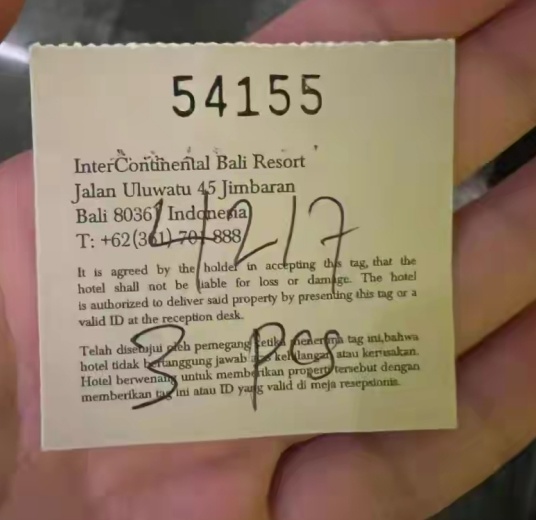 54155
InterContinental Bali Resort
Jalan Uluwatu 45 Jimbaran
Bali 80361 Indonesia
T: +62(361) 701 888
4217
It is agreed by the holder in accepting this tag, that the
hotel shall not be liable for loss or damage. The hotel
is authorized to deliver said property by presenting this tag or a
valid ID at the reception desk.
Telah disetujui oleh pemegang ketika menerima tag ini,bahwa
hotel tidak bertanggung jawab atas kehilangan atau kerusakan.
Hotel berwenang untuk memberikan properti tersebut dengan
memberikan tag ini atau ID yang valid di meja resepsionis.
3 pcs